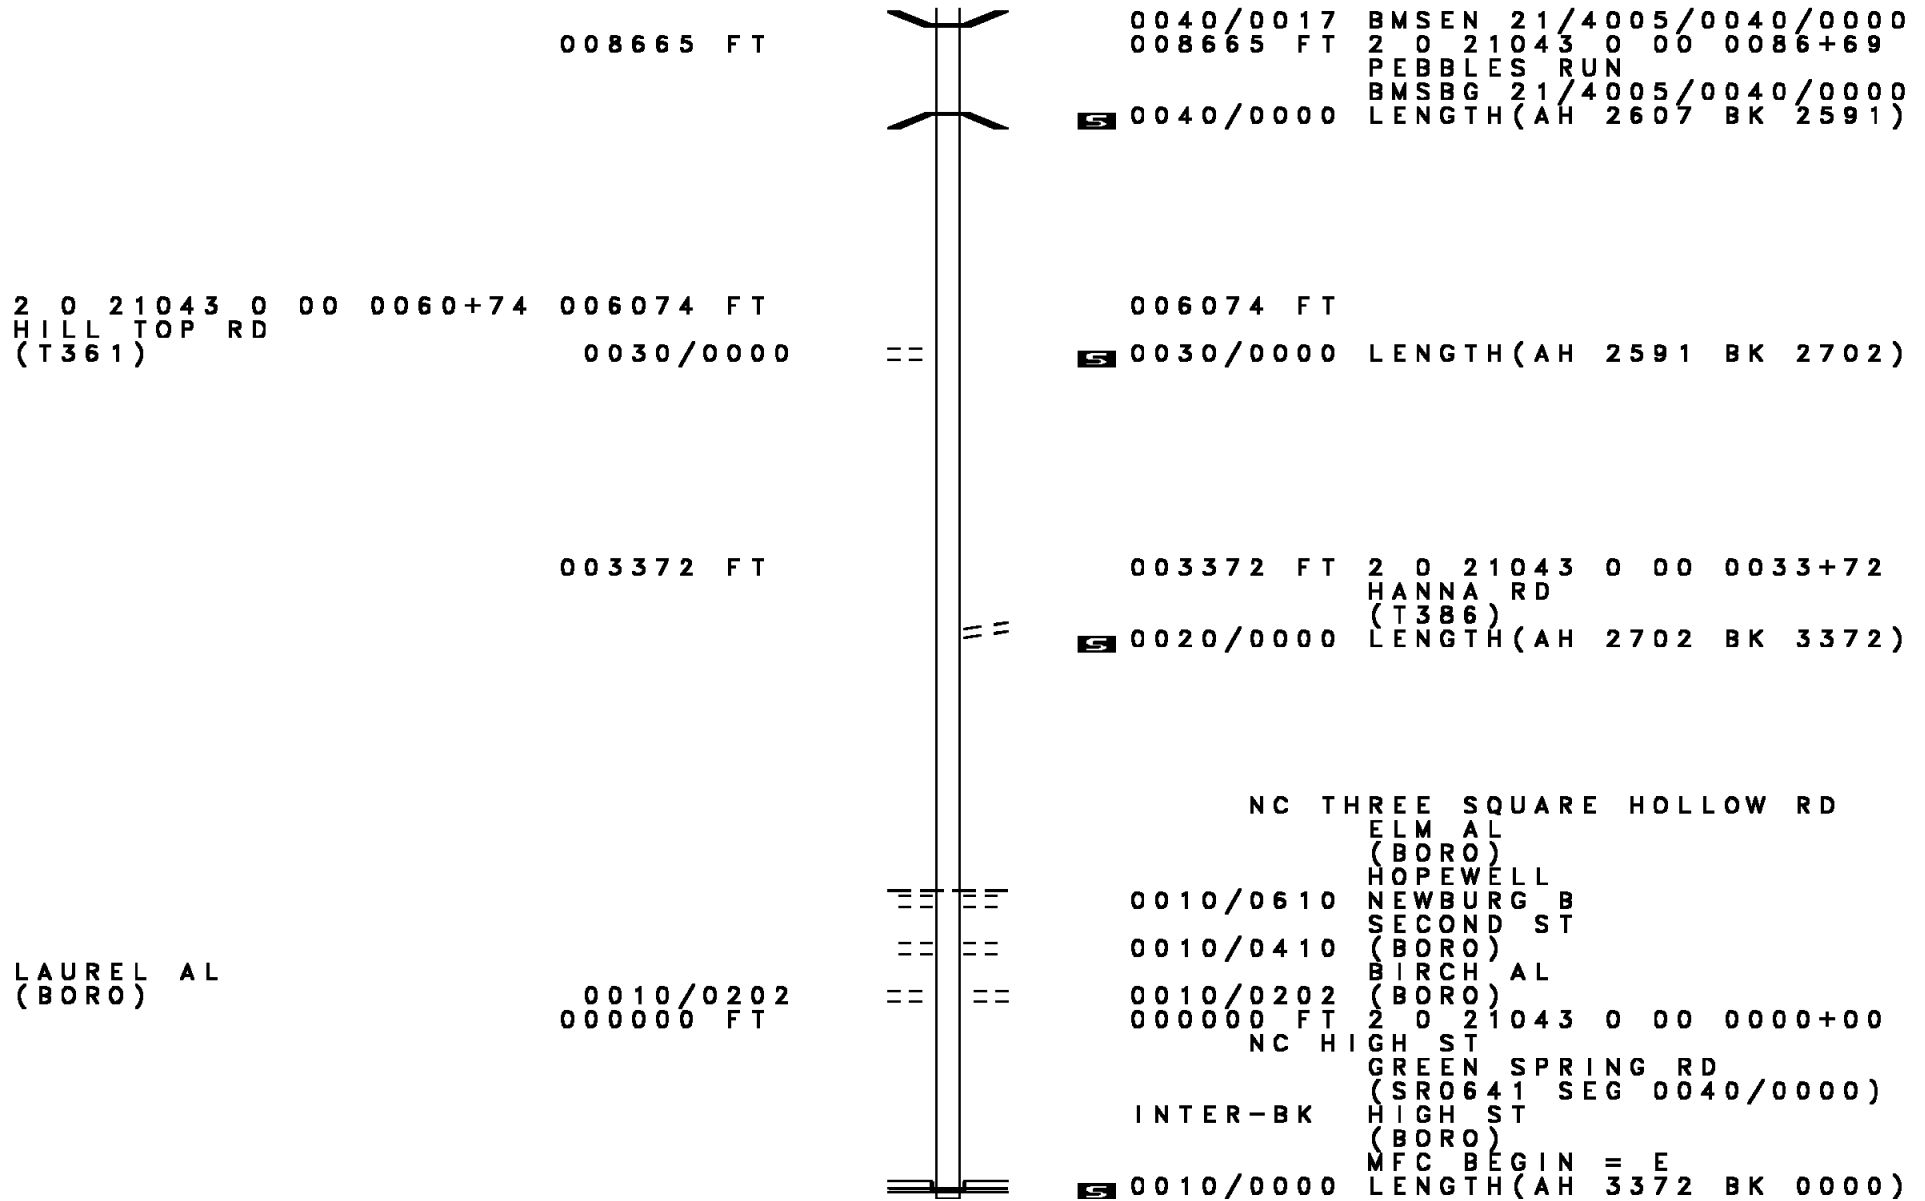 0040/0017 BMSEN 21/4005/0040/0000
008665 FT 008665 FT 2 0 21043 0 00 0086+69
PEBBLES RUN
BMSBG 21/4005/0040/0000
S 0040/0000 LENGTH(AH 2607 BK 2591)
2 0 21043 0 00 0060+74 006074 FT 006074 FT
HILL TOP RD
(T361) 0030/0000 S 0030/0000 LENGTH(AH 2591 BK 2702)
003372 FT 003372 FT 2 0 21043 0 00 0033+72
HANNA RD
(T386)
S 0020/0000 LENGTH(AH 2702 BK 3372)
NC THREE SQUARE HOLLOW RD
ELM AL
(BORO)
HOPEWELL
0010/0610 NEWBURG B
SECOND ST
0010/0410 (BORO)
LAUREL AL BIRCH AL
(BORO) 0010/0202 0010/0202 (BORO)
000000 FT 000000 FT 2 0 21043 0 00 0000+00
NC HIGH ST
GREEN SPRING RD
(SR0641 SEG 0040/0000)
INTER-BK HIGH ST
(BORO)
MFC BEGIN = E
S 0010/0000 LENGTH(AH 3372 BK 0000)